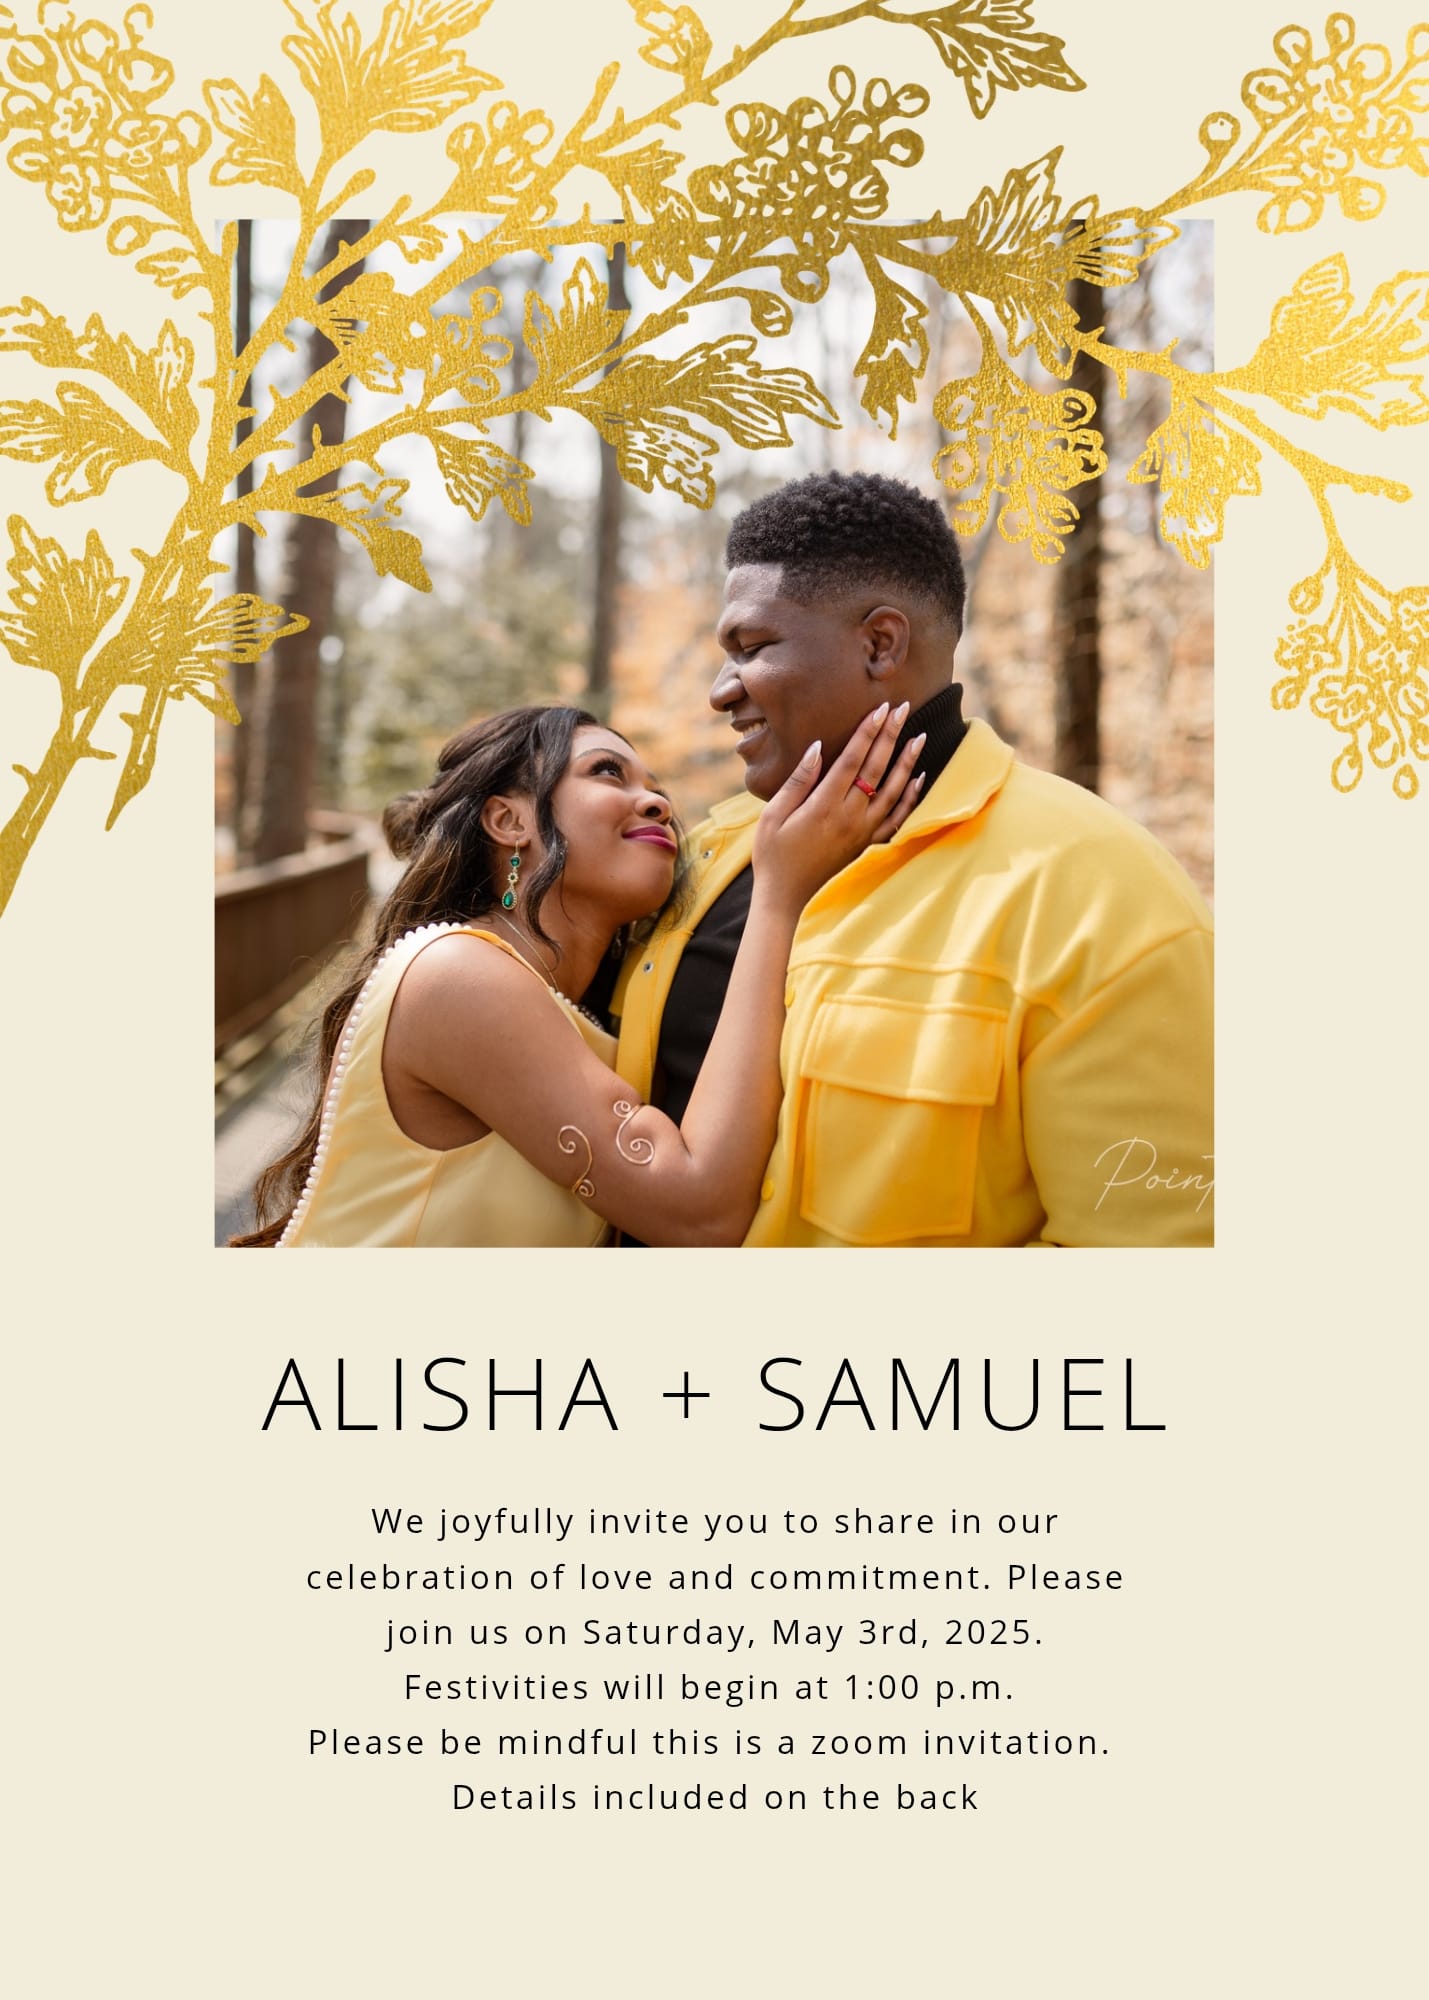 Poin
ALISHA + SAMUEL
We joyfully invite you to share in our
celebration of love and commitment. Please
join us on Saturday, May 3rd, 2025.
Festivities will begin at 1:00 p.m.
Please be mindful this is a zoom invitation.
Details included on the back